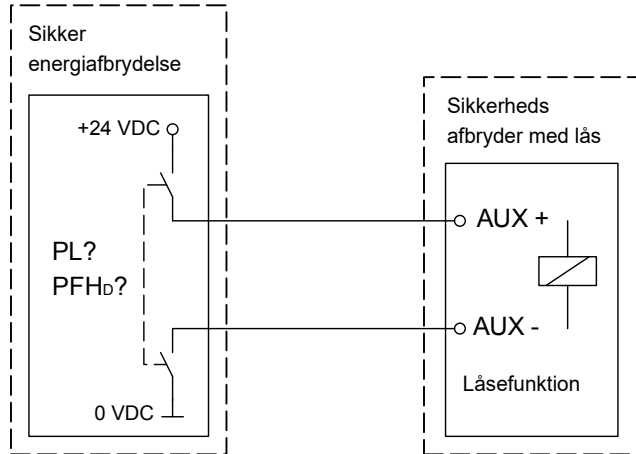 Sikker
energiafbrydelse
+24 VDC
PL?
PFHD?
0 VDC
Sikkerheds
afbryder med lås
AUX +
AUX -
Låsefunktion